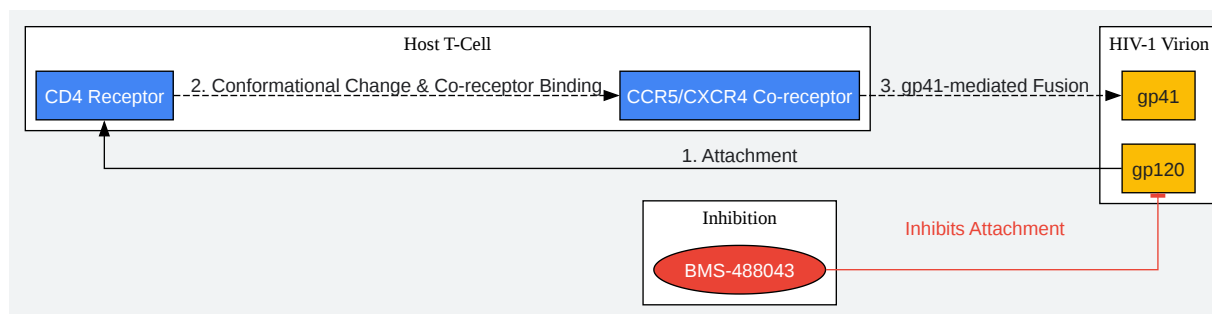 Host T-Cell
HIV-1 Virion
CD4 Receptor
2. Conformational Change & Co-receptor Binding
CCR5/CXCR4 Co-receptor
3. gp41-mediated Fusion
gp41
1. Attachment
gp120
Inhibition
Inhibits Attachment
BMS-488043